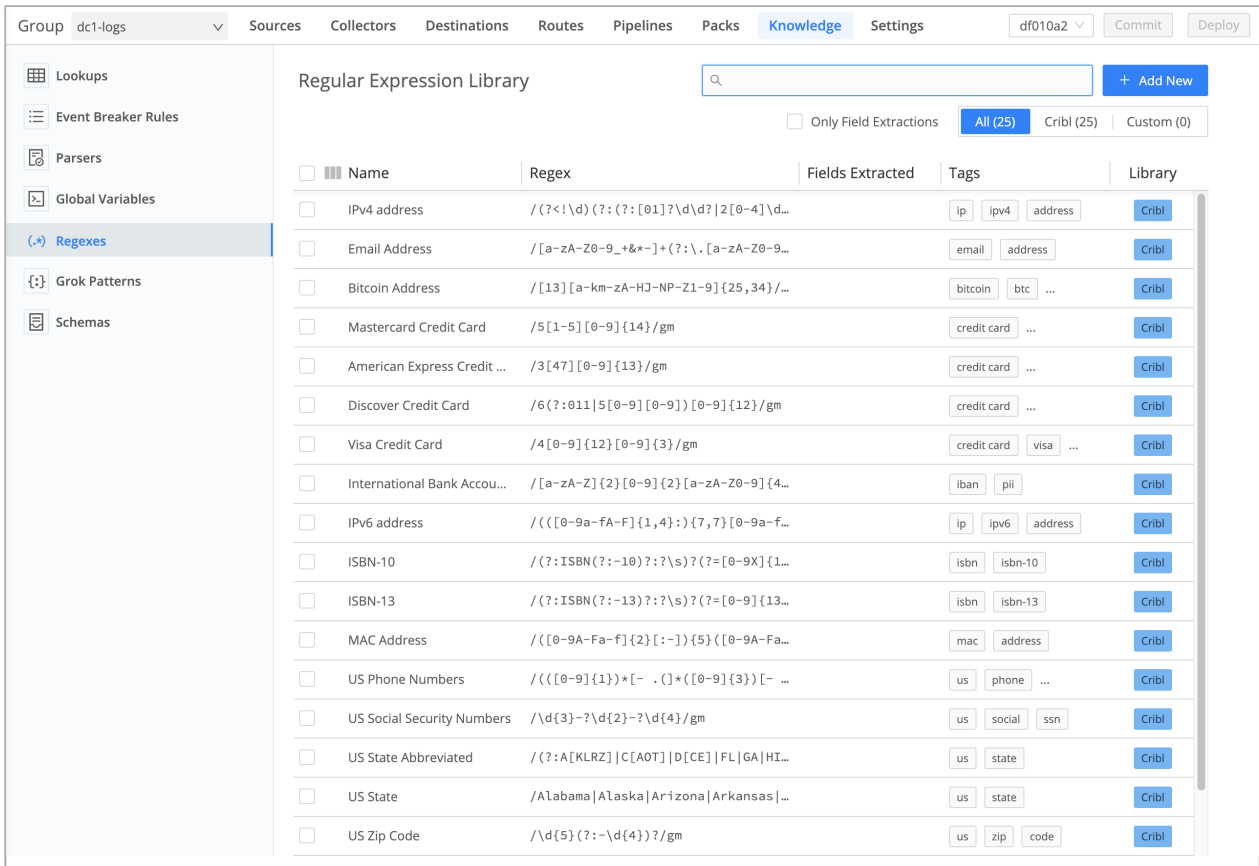 Group dc1-logs Sources Collectors Destinations Routes Pipelines Packs Knowledge Settings df010a2 Commit Deploy
Lookups
Event Breaker Rules
Parsers
Global Variables
(.*) Regexes
{:} Grok Patterns
Schemas
Regular Expression Library
+ Add New
Only Field Extractions All (25) Cribl (25) Custom (0)
Name Regex Fields Extracted Tags Library
IPv4 address /(?<!\d)(?:(?:[01]?\d\d?|2[0-4]\d… ip ipv4 address Cribl
Email Address /[a-zA-Z0-9_+&*-]+(?:\.[a-zA-Z0-9… email address Cribl
Bitcoin Address /[13][a-km-zA-HJ-NP-Z1-9]{25,34}/… bitcoin btc ... Cribl
Mastercard Credit Card /5[1-5][0-9]{14}/gm credit card ... Cribl
American Express Credit ... /3[47][0-9]{13}/gm credit card ... Cribl
Discover Credit Card /6(?:011|5[0-9][0-9])[0-9]{12}/gm credit card ... Cribl
Visa Credit Card /4[0-9]{12}[0-9]{3}/gm credit card visa ... Cribl
International Bank Accou... /[a-zA-Z]{2}[0-9]{2}[a-zA-Z0-9]{4… iban pii Cribl
IPv6 address /(([0-9a-fA-F]{1,4}:){7,7}[0-9a-f… ip ipv6 address Cribl
ISBN-10 /(?:ISBN(?:-10)?:?\s)?(?=[0-9X]{1… isbn isbn-10 Cribl
ISBN-13 /(?:ISBN(?:-13)?:?\s)?(?=[0-9]{13… isbn isbn-13 Cribl
MAC Address /([0-9A-Fa-f]{2}[:-]){5}([0-9A-Fa… mac address Cribl
US Phone Numbers /(([0-9]{1})*[- .(]*([0-9]{3})[- … us phone ... Cribl
US Social Security Numbers /\d{3}-?\d{2}-?\d{4}/gm us social ssn Cribl
US State Abbreviated /(?:A[KLRZ]|C[AOT]|D[CE]|FL|GA|HI… us state Cribl
US State /Alabama|Alaska|Arizona|Arkansas|… us state Cribl
US Zip Code /\d{5}(?:-\d{4})?/gm us zip code Cribl